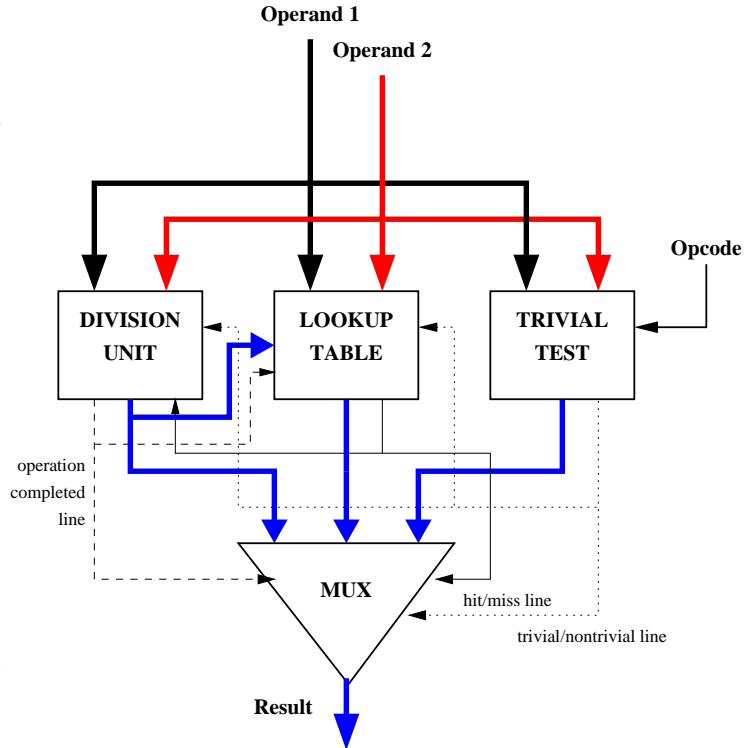 Operand 1
Operand 2
Opcode
DIVISION
UNIT
LOOKUP
TABLE
TRIVIAL
TEST
operation
completed
line
MUX
hit/miss line
trivial/nontrivial line
Result